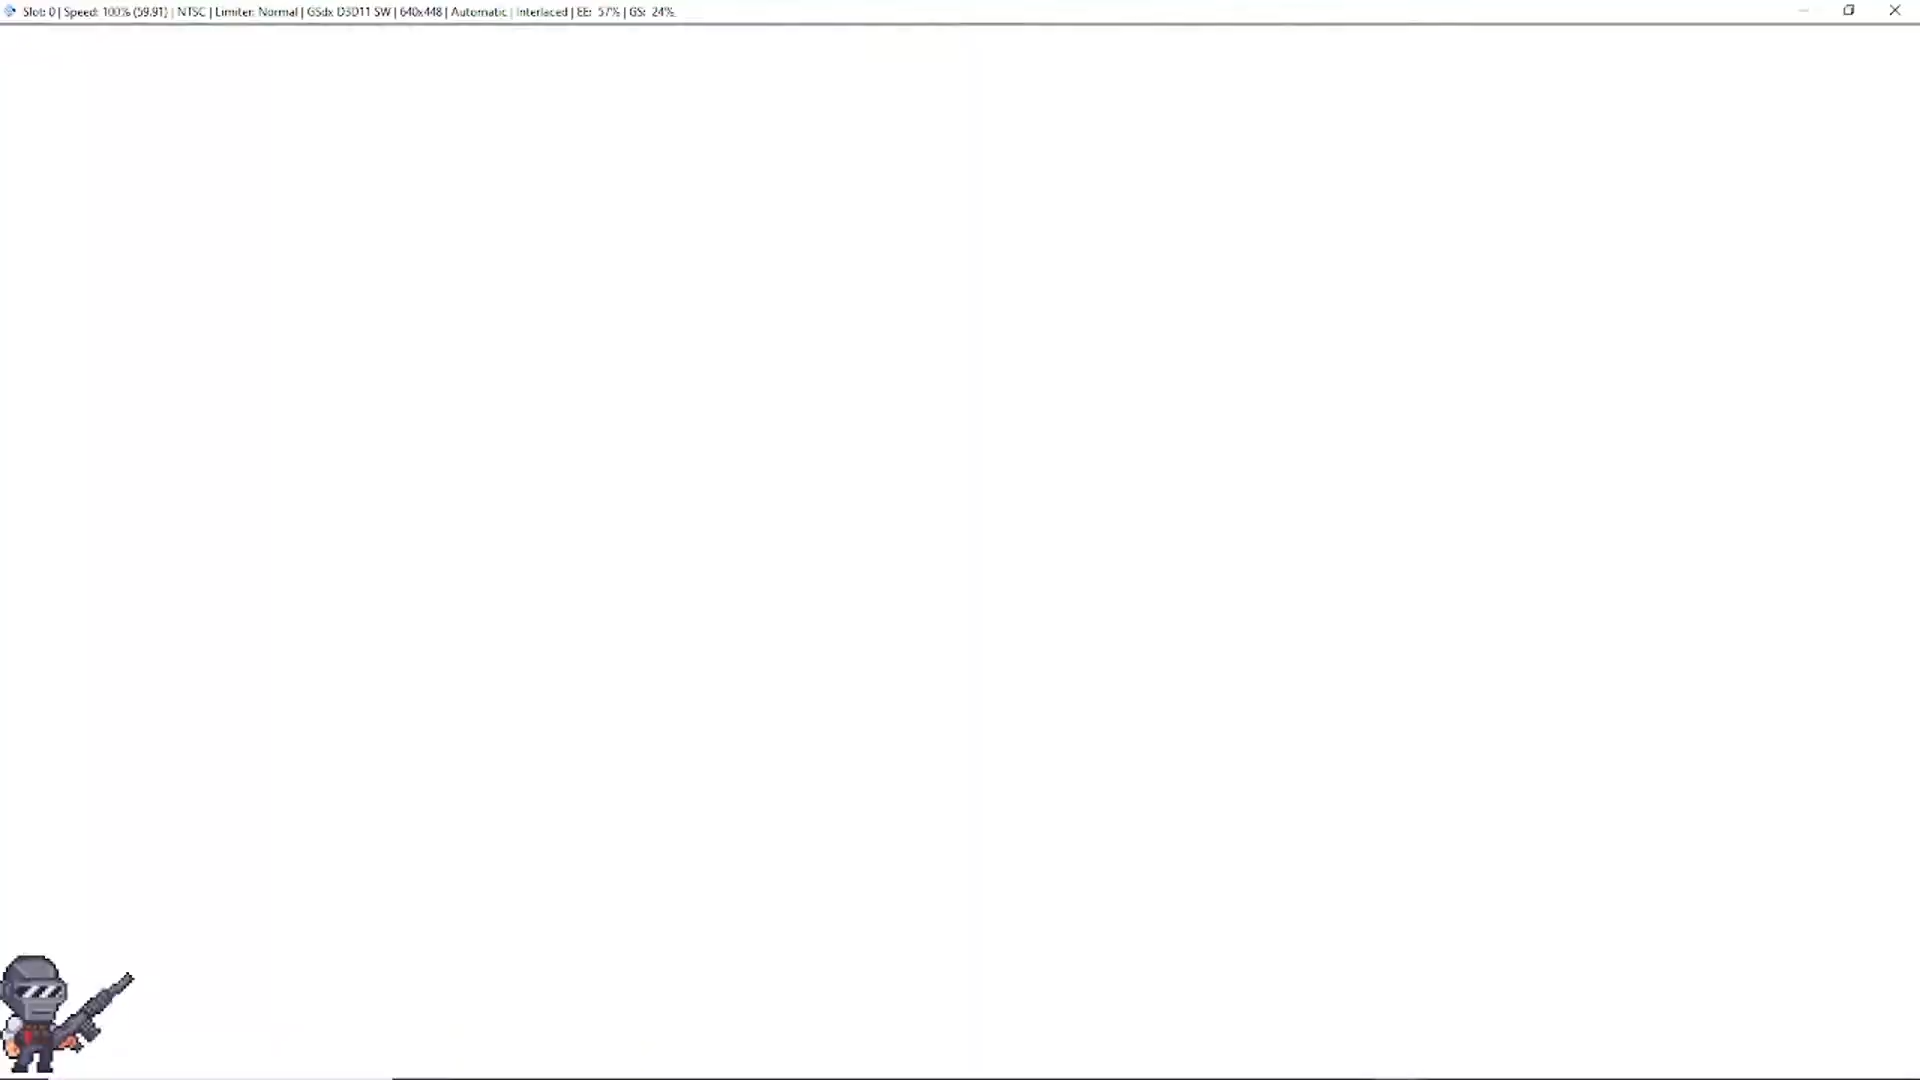 Slot: 0 | Speed: 100% (59.91) | NTSC | Limiter: Normal | GSdx D3D11 SW | 640x448 | Automatic | Interlaced | EE: 57% | GS: 24%